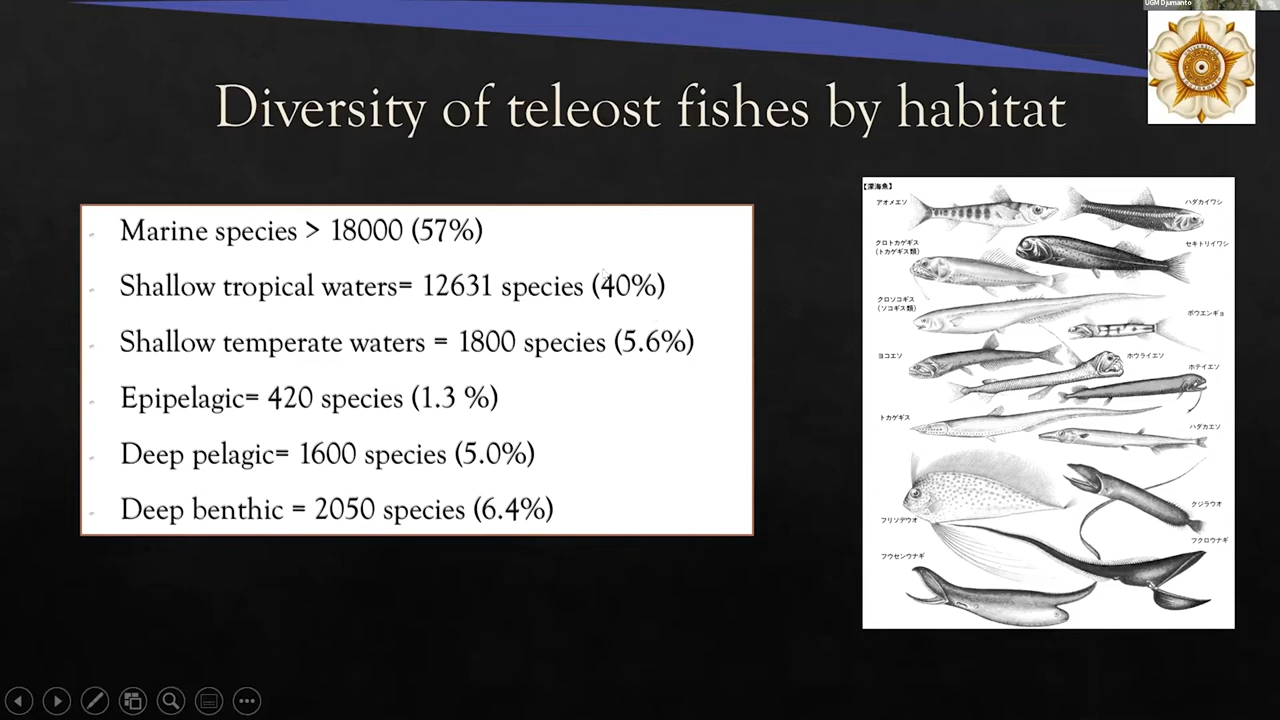 UGM Djumanto
Diversity of teleost fishes by habitat
- Marine species > 18000 (57%)
- Shallow tropical waters= 12631 species (40%)
- Shallow temperate waters = 1800 species (5.6%)
- Epipelagic= 420 species (1.3 %)
- Deep pelagic= 1600 species (5.0%)
- Deep benthic = 2050 species (6.4%)
【深海魚】
アオメエソ
ハダカイワシ
クロトカゲギス
(トカゲギス類)
セキトリイワシ
クロソコギス
(ソコギス類)
ボウエンギョ
ヨコエソ
ホウライエソ
ホテイエソ
トカゲギス
ハダカエソ
クジラウオ
フリソデウオ
フクロウナギ
フウセンウナギ